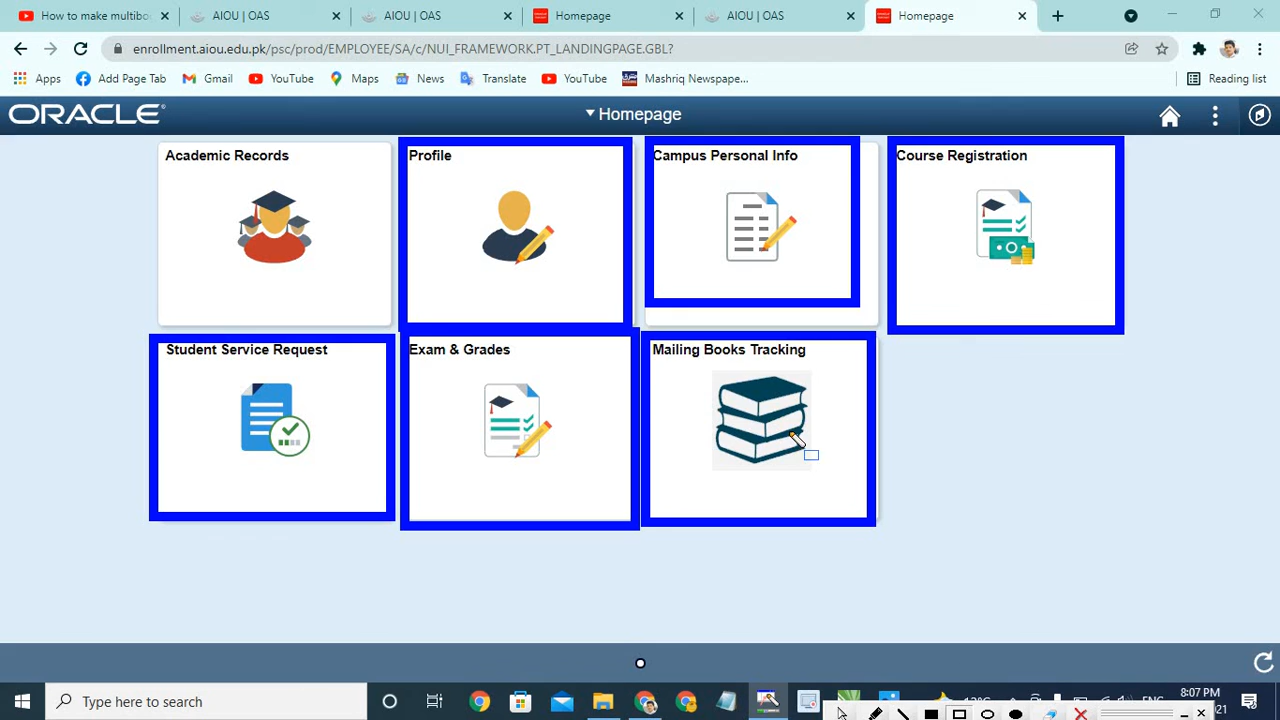 How to make multibo
AIOU | OAS
AIOU | OAS
Homepage
AIOU | OAS
Homepage
enrollment.aiou.edu.pk/psc/prod/EMPLOYEE/SA/c/NUI_FRAMEWORK.PT_LANDINGPAGE.GBL?
Apps
Add Page Tab
Gmail
YouTube
Maps
News
Translate
YouTube
Mashriq Newspape...
Reading list
ORACLE®
Homepage
Academic Records
Profile
Campus Personal Info
Course Registration
Student Service Request
Exam & Grades
Mailing Books Tracking
Type here to search
8:07 PM